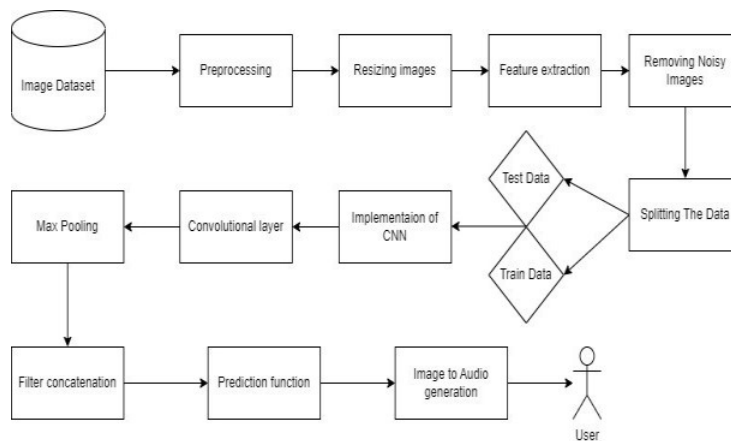 Image Dataset
Preprocessing
Resizing images
Feature extraction
Removing Noisy
Images
Test Data
Train Data
Splitting The Data
Implementaion of
CNN
Convolutional layer
Max Pooling
Filter concatenation
Prediction function
Image to Audio
generation
User